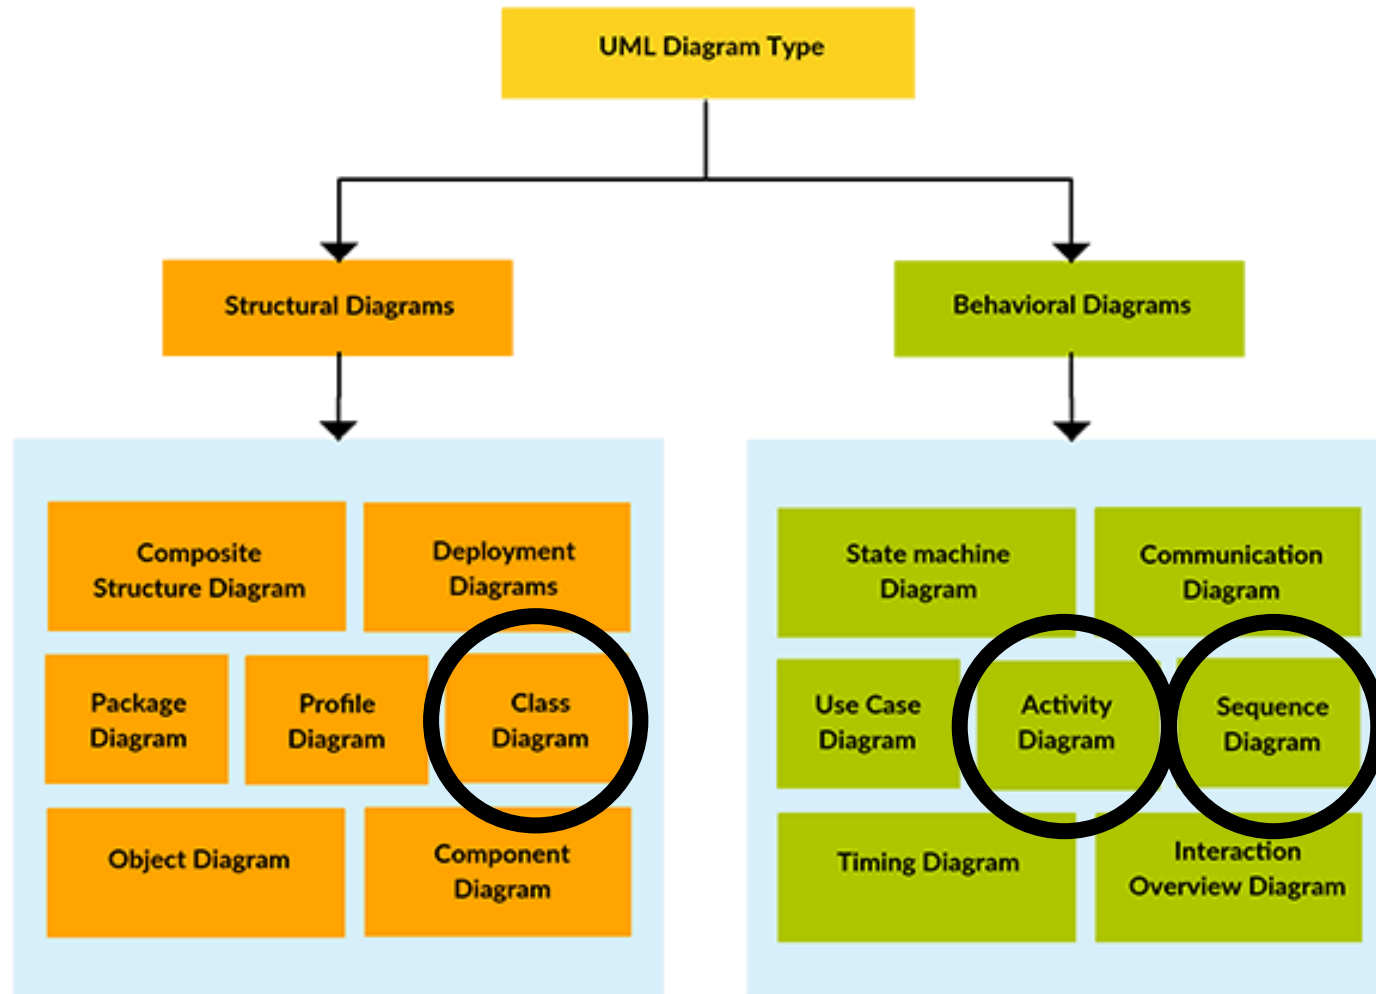 UML Diagram Type
Structural Diagrams
Behavioral Diagrams
Composite
Structure Diagram
Deployment
Diagrams
Package
Diagram
Profile
Diagram
Class
Diagram
Object Diagram
Component
Diagram
State machine
Diagram
Communication
Diagram
Use Case
Diagram
Activity
Diagram
Sequence
Diagram
Timing Diagram
Interaction
Overview Diagram